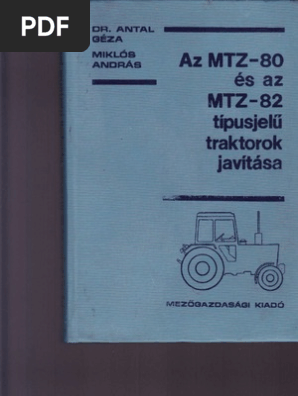 PDF
DR. ANTAL
GÉZA
MIKLÓS
ANDRÁS
Az MTZ-80
és az
MTZ-82
típusjelű
traktorok
javítása
MEZŐGAZDASÁGI KIADÓ